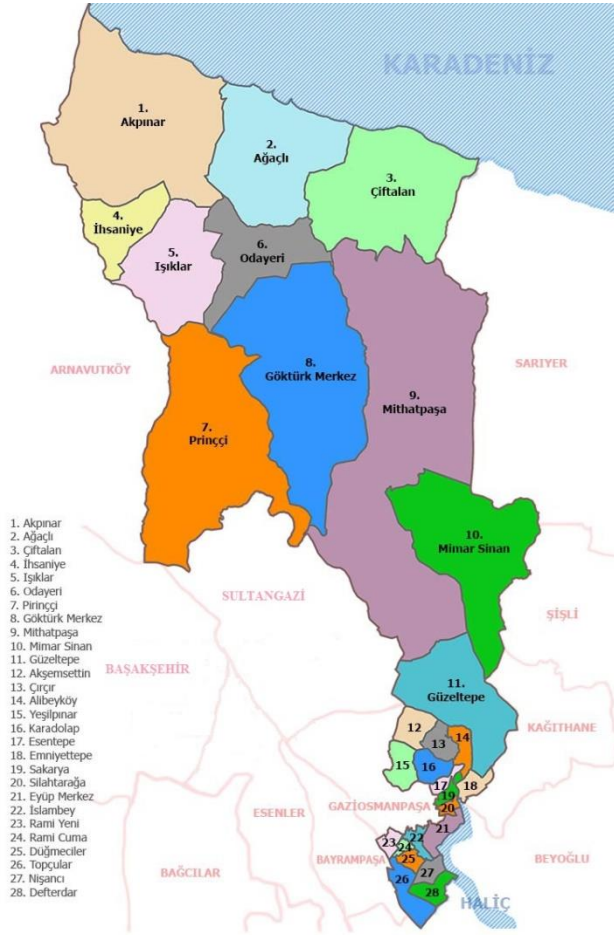 KARADENİZ
1.
Akpınar
2.
Ağaçlı
3.
Çiftalan
4.
İhsaniye
5.
Işıklar
6.
Odayeri
ARNAVUTKÖY
8.
Göktürk Merkez
SARIYER
9.
Mithatpaşa
7.
Prinççi
10.
Mimar Sinan
1. Akpınar
2. Ağaçlı
3. Çiftalan
4. İhsaniye
5. Işıklar
6. Odayeri
7. Pirinççi
8. Göktürk Merkez
9. Mithatpaşa
10. Mimar Sinan
11. Güzeltepe
12. Akşemsettin
13. Çırçır
14. Alibeyköy
15. Yeşilpınar
16. Karadolap
17. Esentepe
18. Emniyettepe
19. Sakarya
20. Silahtarağa
21. Eyüp Merkez
22. İslambey
23. Rami Yeni
24. Rami Cuma
25. Düğmeciler
26. Topçular
27. Nişancı
28. Defterdar
SULTANGAZİ
ŞİŞLİ
BAŞAKŞEHİR
11.
Güzeltepe
KAĞITHANE
12
13
14
15
16
17
18
19
20
GAZİOSMANPAŞA
ESENLER
21
22
23
24
25
BAYRAMPAŞA
BEYOĞLU
BAĞCILAR
26
27
28
HALİÇ